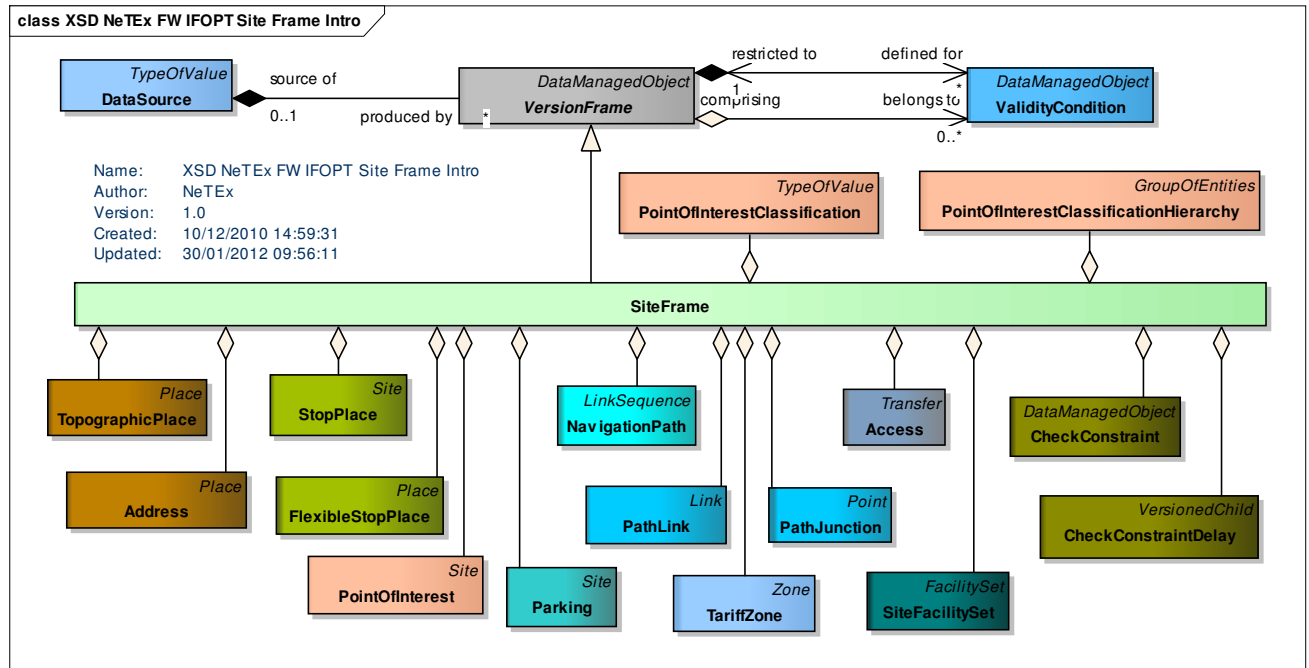 class XSD NeTEx FW IFOPT Site Frame Intro
TypeOfValue
DataSource
source of
0..1
produced by
*
DataManagedObject
VersionFrame
restricted to
1
comprising
defined for
*
belongs to
0..*
DataManagedObject
ValidityCondition
Name: XSD NeTEx FW IFOPT Site Frame Intro
Author: NeTEx
Version: 1.0
Created: 10/12/2010 14:59:31
Updated: 30/01/2012 09:56:11
TypeOfValue
PointOfInterestClassification
GroupOfEntities
PointOfInterestClassificationHierarchy
SiteFrame
Place
TopographicPlace
Site
StopPlace
LinkSequence
NavigationPath
Transfer
Access
DataManagedObject
CheckConstraint
Place
Address
Place
FlexibleStopPlace
Link
PathLink
Point
PathJunction
VersionedChild
CheckConstraintDelay
Site
PointOfInterest
Site
Parking
Zone
TariffZone
FacilitySet
SiteFacilitySet